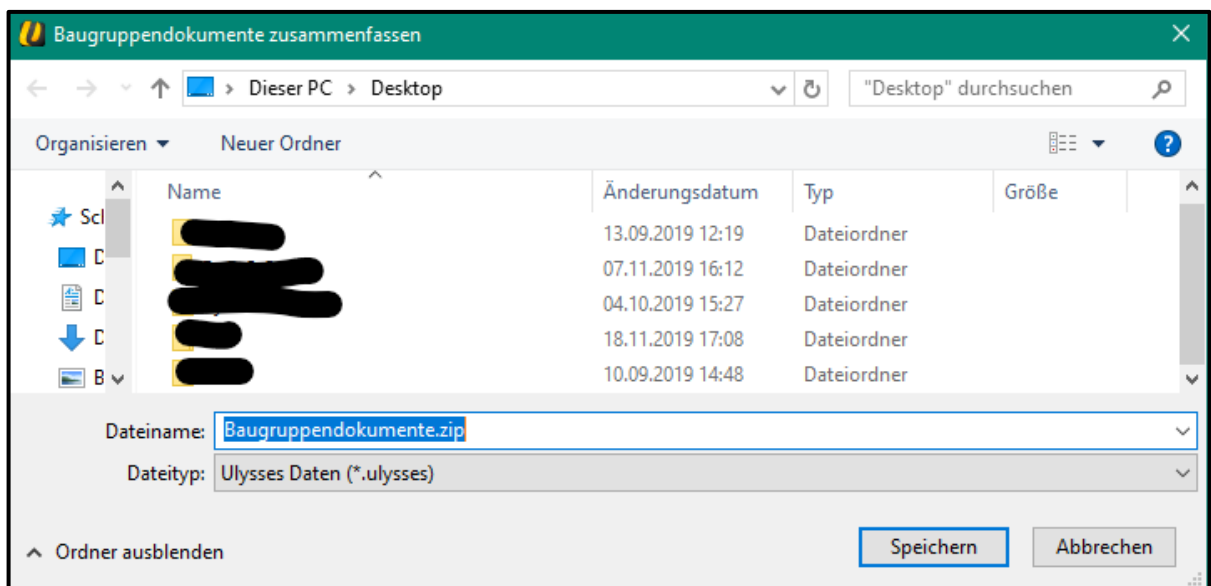 Baugruppendokumente zusammenfassen
Dieser PC > Desktop
"Desktop" durchsuchen
Organisieren
Neuer Ordner
Name Änderungsdatum Typ Größe
13.09.2019 12:19 Dateiordner
07.11.2019 16:12 Dateiordner
04.10.2019 15:27 Dateiordner
18.11.2019 17:08 Dateiordner
10.09.2019 14:48 Dateiordner
Scl
D
D
D
B
Dateiname: Baugruppendokumente.zip
Dateityp: Ulysses Daten (*.ulysses)
Ordner ausblenden
Speichern
Abbrechen